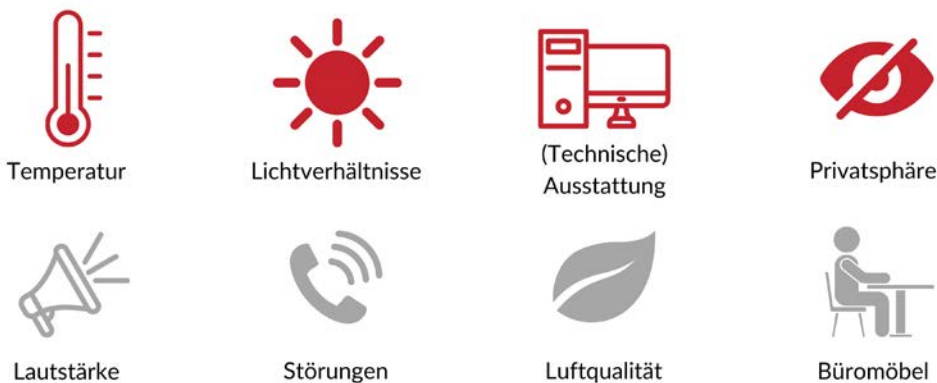 Temperatur
Lichtverhältnisse
(Technische)
Ausstattung
Privatsphäre
Lautstärke
Störungen
Luftqualität
Büromöbel